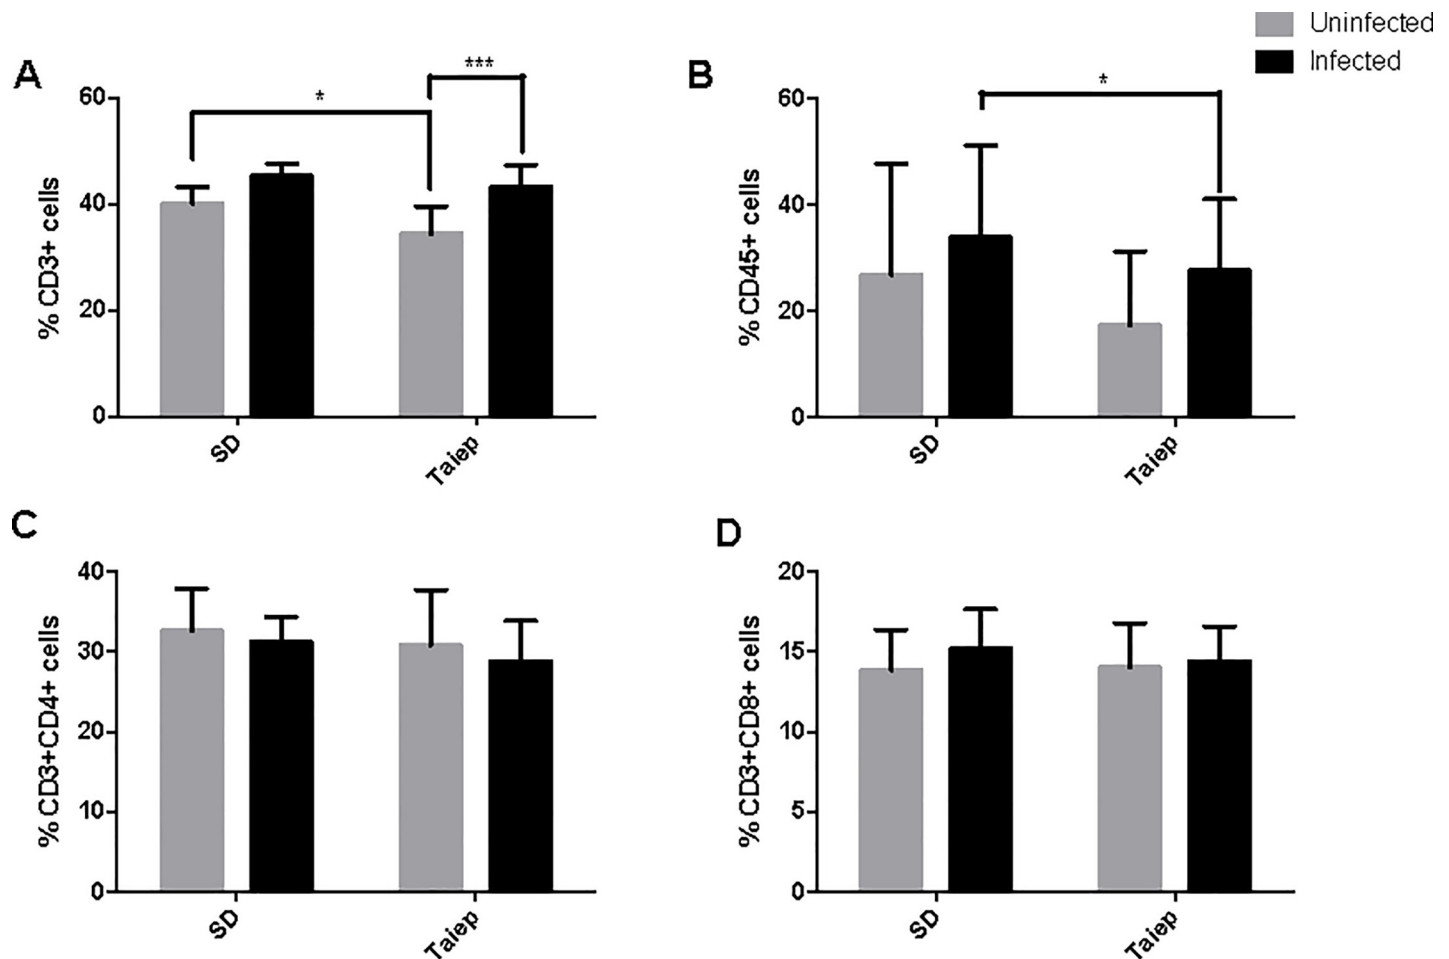 Uninfected
Infected
A
***
*
60
40
20
0
% CD3+ cells
SD
Taiep
B
*
60
40
20
0
% CD45+ cells
SD
Taiep
C
40
30
20
10
0
% CD3+CD4+ cells
SD
Taiep
D
20
15
10
5
0
% CD3+CD8+ cells
SD
Taiep